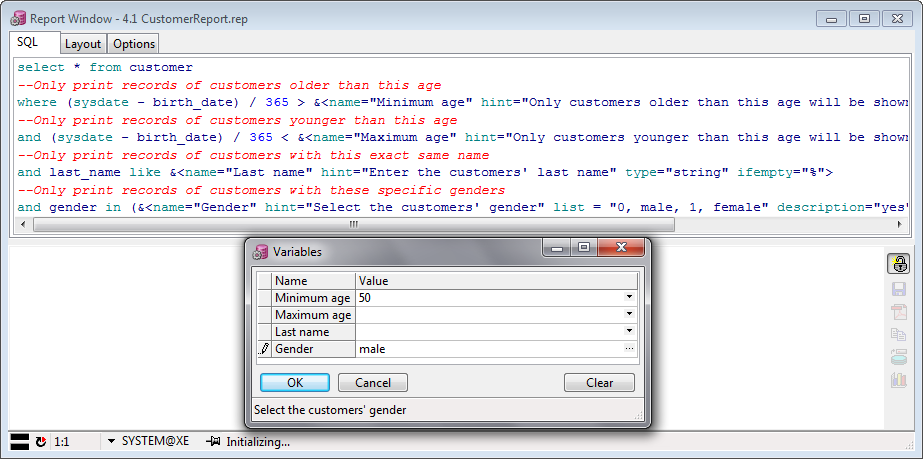 Report Window - 4.1 CustomerReport.rep
SQL Layout Options
select * from customer
--Only print records of customers older than this age
where (sysdate - birth_date) / 365 > &<name="Minimum age" hint="Only customers older than this age will be shown
--Only print records of customers younger than this age
and (sysdate - birth_date) / 365 < &<name="Maximum age" hint="Only customers younger than this age will be shown
--Only print records of customers with this exact same name
and last_name like &<name="Last name" hint="Enter the customers' last name" type="string" ifempty="%">
--Only print records of customers with these specific genders
and gender in (&<name="Gender" hint="Select the customers' gender" list = "0, male, 1, female" description="yes"
Variables
Name Value
Minimum age 50
Maximum age
Last name
Gender male ...
OK Cancel Clear
Select the customers' gender
1:1 SYSTEM@XE Initializing...